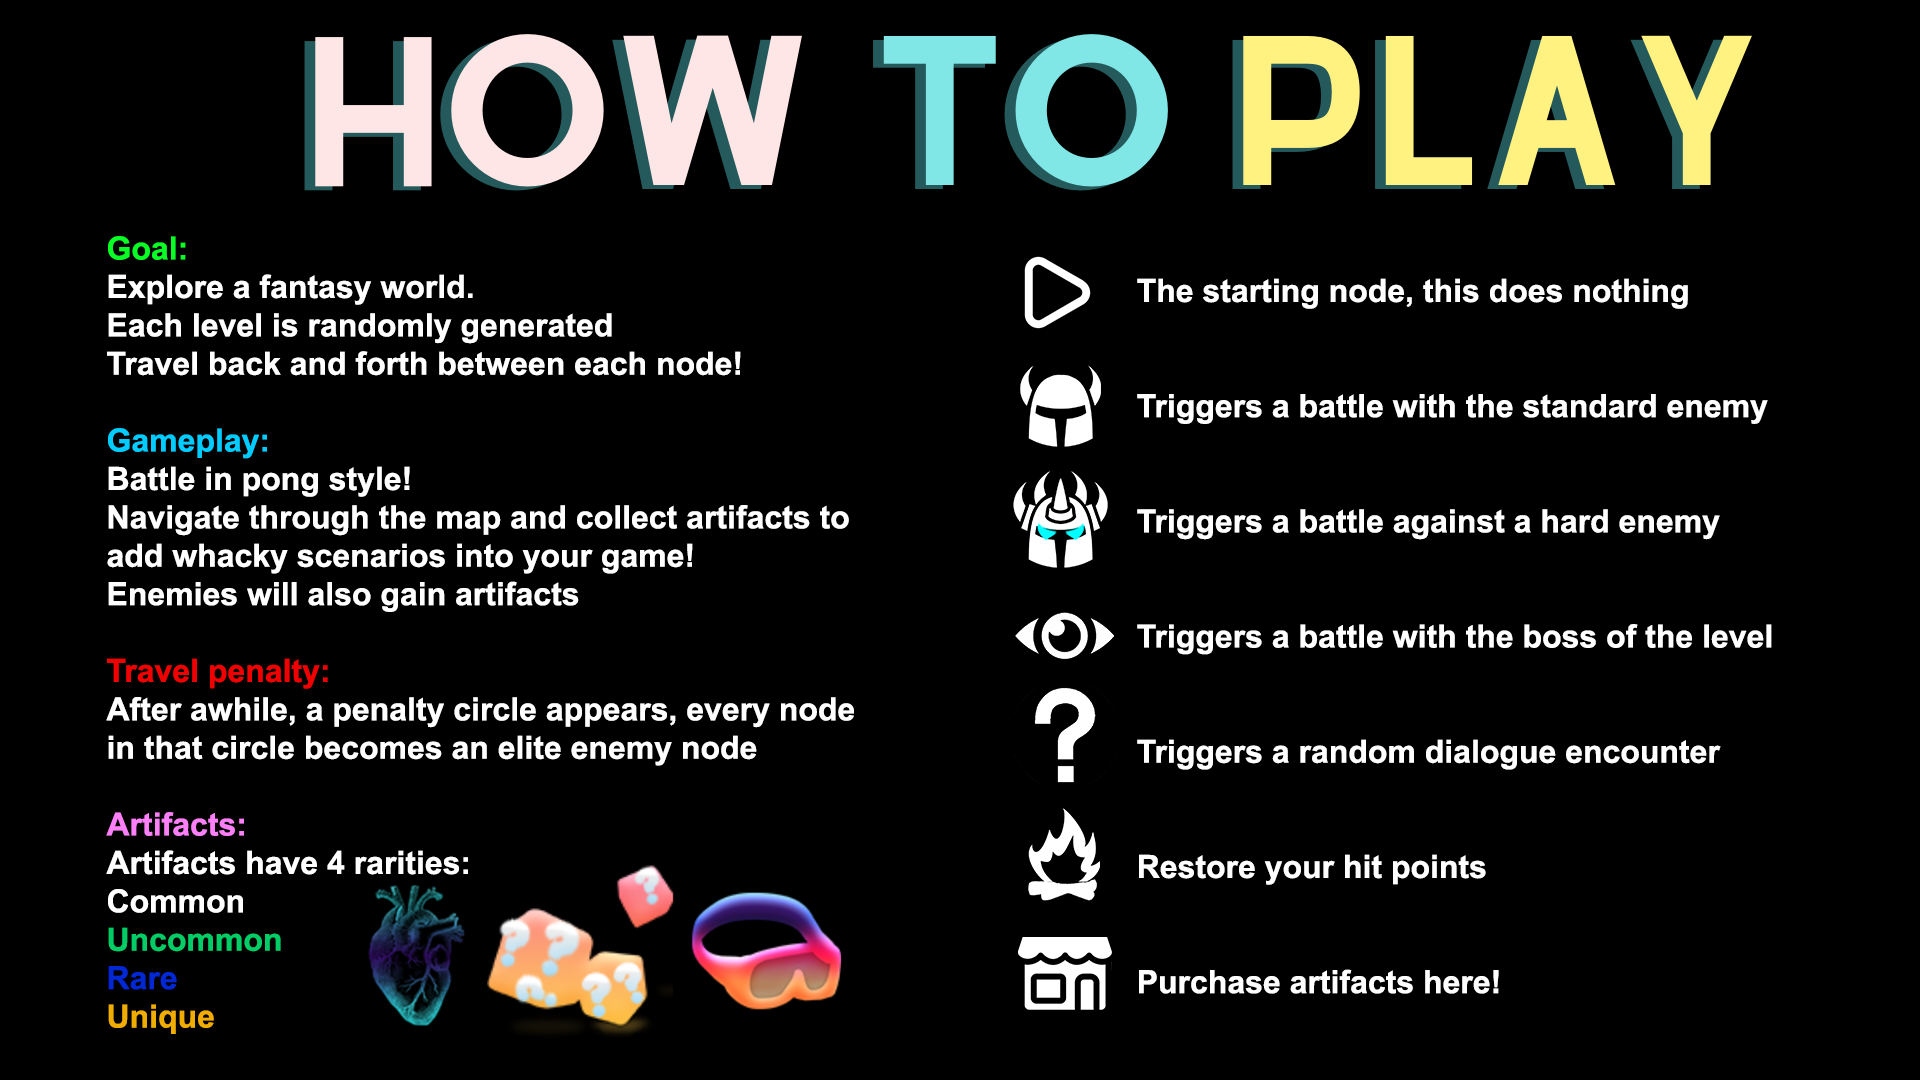 HOW TO PLAY
Goal:
Explore a fantasy world.
Each level is randomly generated
Travel back and forth between each node!
Gameplay:
Battle in pong style!
Navigate through the map and collect artifacts to
add whacky scenarios into your game!
Enemies will also gain artifacts
Travel penalty:
After awhile, a penalty circle appears, every node
in that circle becomes an elite enemy node
Artifacts:
Artifacts have 4 rarities:
Common
Uncommon
Rare
Unique
The starting node, this does nothing
Triggers a battle with the standard enemy
Triggers a battle against a hard enemy
Triggers a battle with the boss of the level
Triggers a random dialogue encounter
Restore your hit points
Purchase artifacts here!